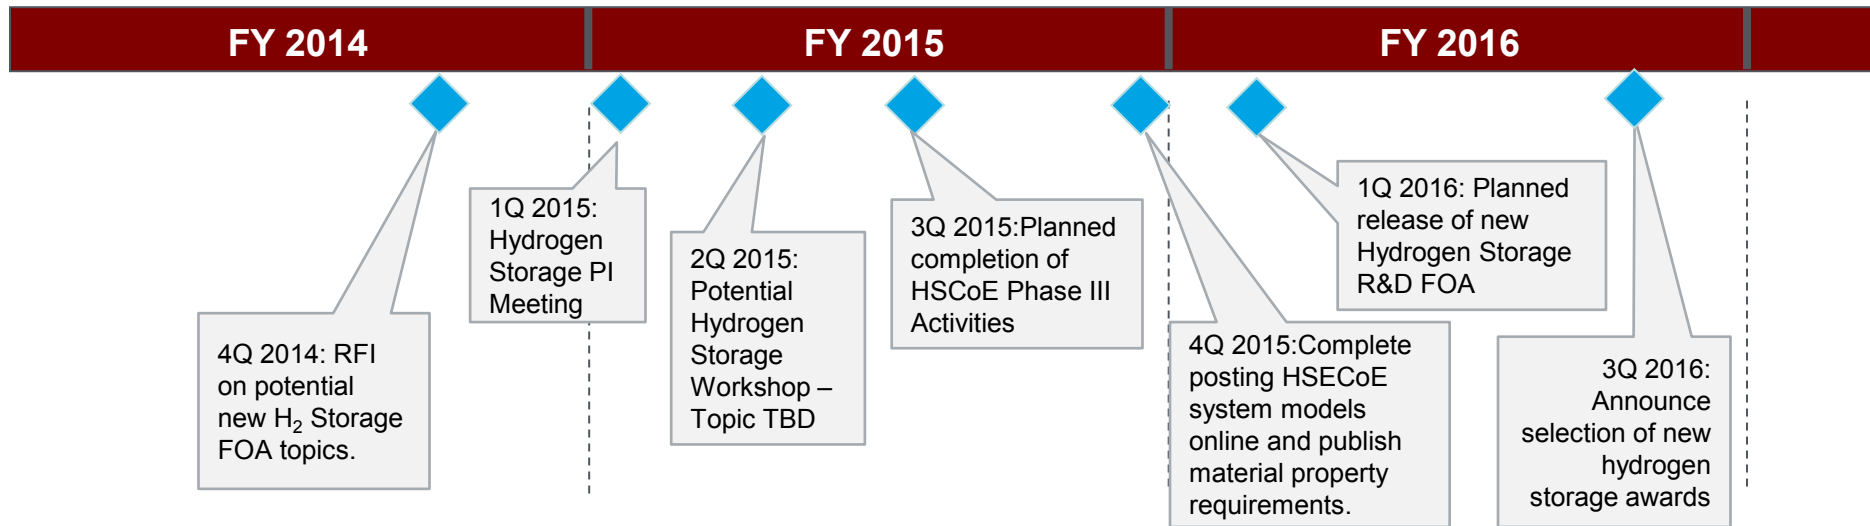 FY 2014
FY 2015
FY 2016
4Q 2014: RFI
on potential
new H₂ Storage
FOA topics.
1Q 2015:
Hydrogen
Storage PI
Meeting
2Q 2015:
Potential
Hydrogen
Storage
Workshop –
Topic TBD
3Q 2015:Planned
completion of
HSCoE Phase III
Activities
4Q 2015:Complete
posting HSECoE
system models
online and publish
material property
requirements.
1Q 2016: Planned
release of new
Hydrogen Storage
R&D FOA
3Q 2016:
Announce
selection of new
hydrogen
storage awards